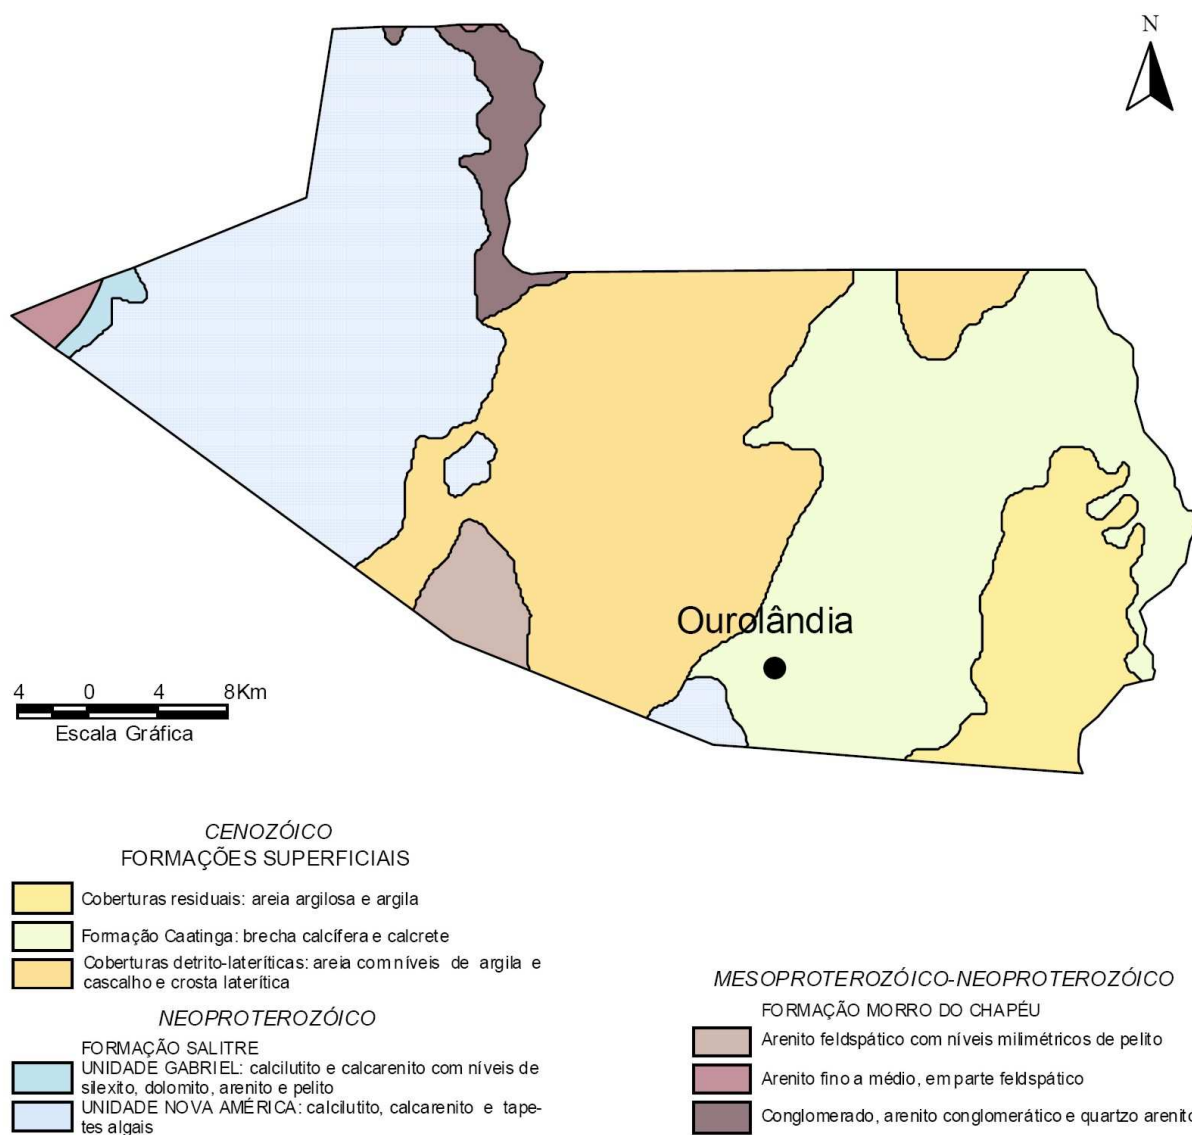 N
Ourolândia
4 0 4 8Km
Escala Gráfica
CENOZÓICO
FORMAÇÕES SUPERFICIAIS
Coberturas residuais: areia argilosa e argila
Formação Caatinga: brecha calcífera e calcrete
Coberturas detrito-lateríticas: areia com níveis de argila e
cascalho e crosta laterítica
NEOPROTEROZÓICO
FORMAÇÃO SALITRE
UNIDADE GABRIEL: calcilutito e calcarenito com níveis de
silexito, dolomito, arenito e pelito
UNIDADE NOVA AMÉRICA: calcilutito, calcarenito e tape-
tes algais
MESOPROTEROZÓICO-NEOPROTEROZÓICO
FORMAÇÃO MORRO DO CHAPÉU
Arenito feldspático com níveis milimétricos de pelito
Arenito fino a médio, em parte feldspático
Conglomerado, arenito conglomerático e quartzo arenito